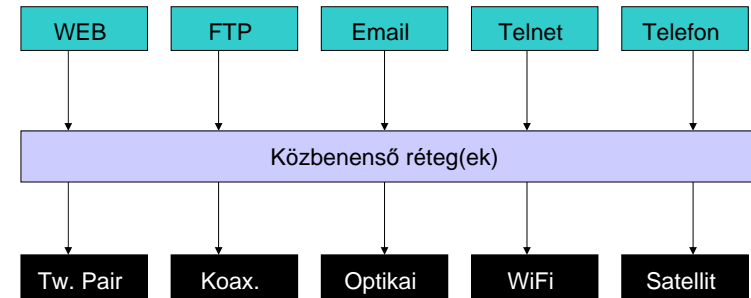 WEB FTP Email Telnet Telefon
Közbenenső réteg(ek)
Tw. Pair Koax. Optikai WiFi Satellit